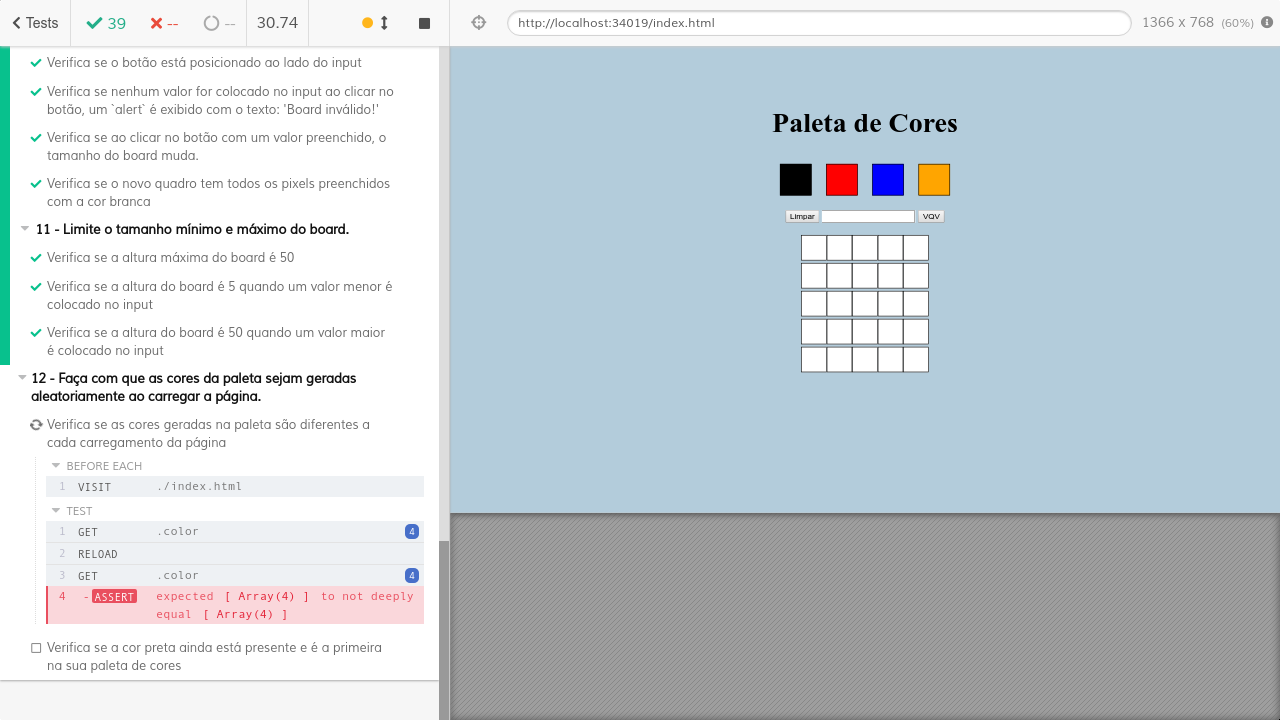 Tests
39
--
--
30.74
http://localhost:34019/index.html
1366 x 768 (60%)
Verifica se o botão está posicionado ao lado do input
Verifica se nenhum valor for colocado no input ao clicar no
botão, um `alert` é exibido com o texto: 'Board inválido!'
Verifica se ao clicar no botão com um valor preenchido, o
tamanho do board muda.
Verifica se o novo quadro tem todos os pixels preenchidos
com a cor branca
11 - Limite o tamanho mínimo e máximo do board.
Verifica se a altura máxima do board é 50
Verifica se a altura do board é 5 quando um valor menor é
colocado no input
Verifica se a altura do board é 50 quando um valor maior
é colocado no input
12 - Faça com que as cores da paleta sejam geradas
aleatoriamente ao carregar a página.
Verifica se as cores geradas na paleta são diferentes a
cada carregamento da página
BEFORE EACH
1 VISIT ./index.html
TEST
1 GET .color 4
2 RELOAD
3 GET .color 4
4 -ASSERT expected [ Array(4) ] to not deeply
equal [ Array(4) ]
Verifica se a cor preta ainda está presente e é a primeira
na sua paleta de cores
Paleta de Cores
Limpar
VQV